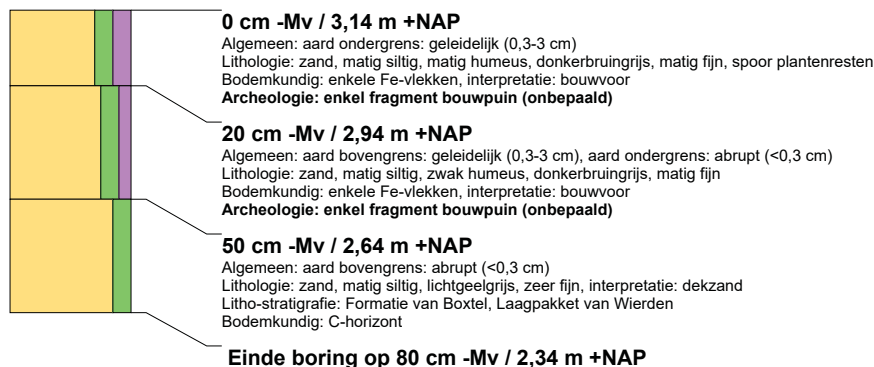 0 cm -Mv / 3,14 m +NAP
Algemeen: aard ondergrens: geleidelijk (0,3-3 cm)
Lithologie: zand, matig siltig, matig humeus, donkerbruingrijs, matig fijn, spoor plantenresten
Bodemkundig: enkele Fe-vlekken, interpretatie: bouwvoor
Archeologie: enkel fragment bouwpuin (onbepaald)
20 cm -Mv / 2,94 m +NAP
Algemeen: aard bovengrens: geleidelijk (0,3-3 cm), aard ondergrens: abrupt (<0,3 cm)
Lithologie: zand, matig siltig, zwak humeus, donkerbruingrijs, matig fijn
Bodemkundig: enkele Fe-vlekken, interpretatie: bouwvoor
Archeologie: enkel fragment bouwpuin (onbepaald)
50 cm -Mv / 2,64 m +NAP
Algemeen: aard bovengrens: abrupt (<0,3 cm)
Lithologie: zand, matig siltig, lichtgeelgrijs, zeer fijn, interpretatie: dekzand
Litho-stratigrafie: Formatie van Boxtel, Laagpakket van Wierden
Bodemkundig: C-horizont
Einde boring op 80 cm -Mv / 2,34 m +NAP